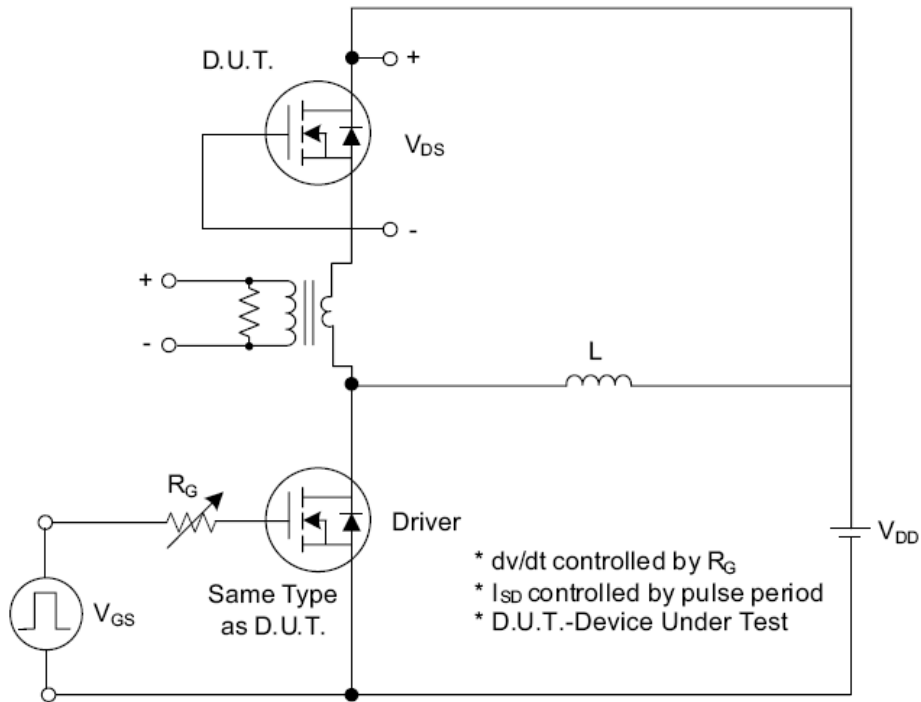 D.U.T.
+
VDS
-
+
-
L
RG
Driver
VDD
VGS
Same Type
as D.U.T.
* dv/dt controlled by RG
* ISD controlled by pulse period
* D.U.T.-Device Under Test